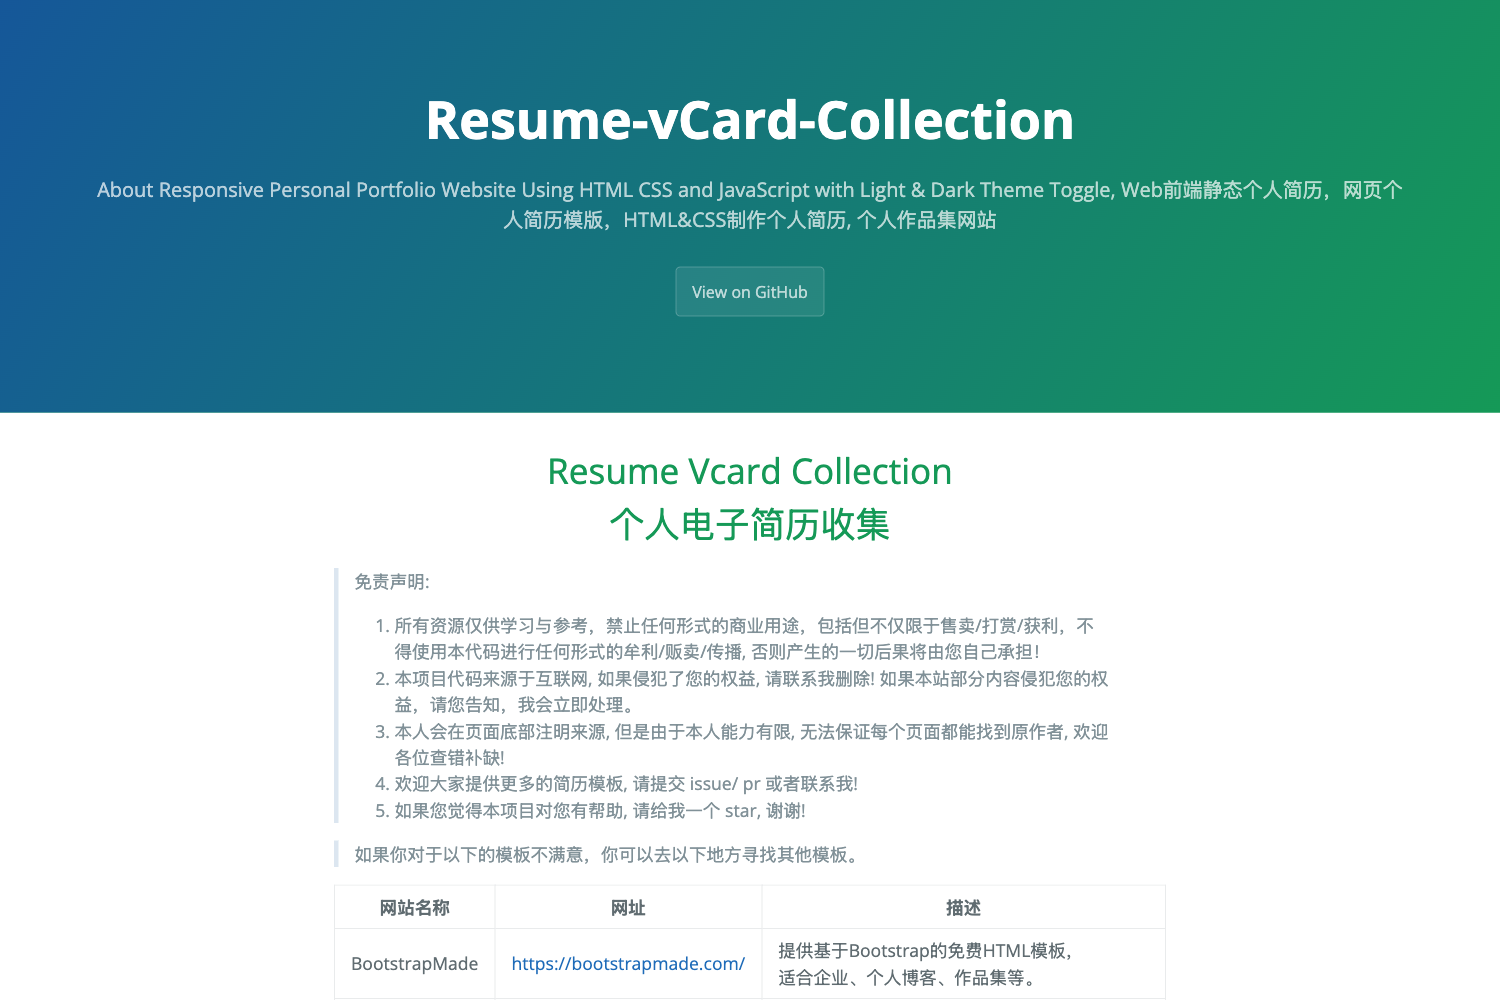 Resume-vCard-Collection
About Responsive Personal Portfolio Website Using HTML CSS and JavaScript with Light & Dark Theme Toggle, Web前端静态个人简历，网页个
人简历模版，HTML&CSS制作个人简历, 个人作品集网站
View on GitHub
Resume Vcard Collection
个人电子简历收集
免责声明:
1. 所有资源仅供学习与参考，禁止任何形式的商业用途，包括但不仅限于售卖/打赏/获利，不
得使用本代码进行任何形式的牟利/贩卖/传播, 否则产生的一切后果将由您自己承担！
2. 本项目代码来源于互联网, 如果侵犯了您的权益, 请联系我删除! 如果本站部分内容侵犯您的权
益，请您告知，我会立即处理。
3. 本人会在页面底部注明来源, 但是由于本人能力有限, 无法保证每个页面都能找到原作者, 欢迎
各位查错补缺!
4. 欢迎大家提供更多的简历模板, 请提交 issue/ pr 或者联系我!
5. 如果您觉得本项目对您有帮助, 请给我一个 star, 谢谢!
如果你对于以下的模板不满意，你可以去以下地方寻找其他模板。
网站名称 网址 描述
BootstrapMade https://bootstrapmade.com/ 提供基于Bootstrap的免费HTML模板，
适合企业、个人博客、作品集等。